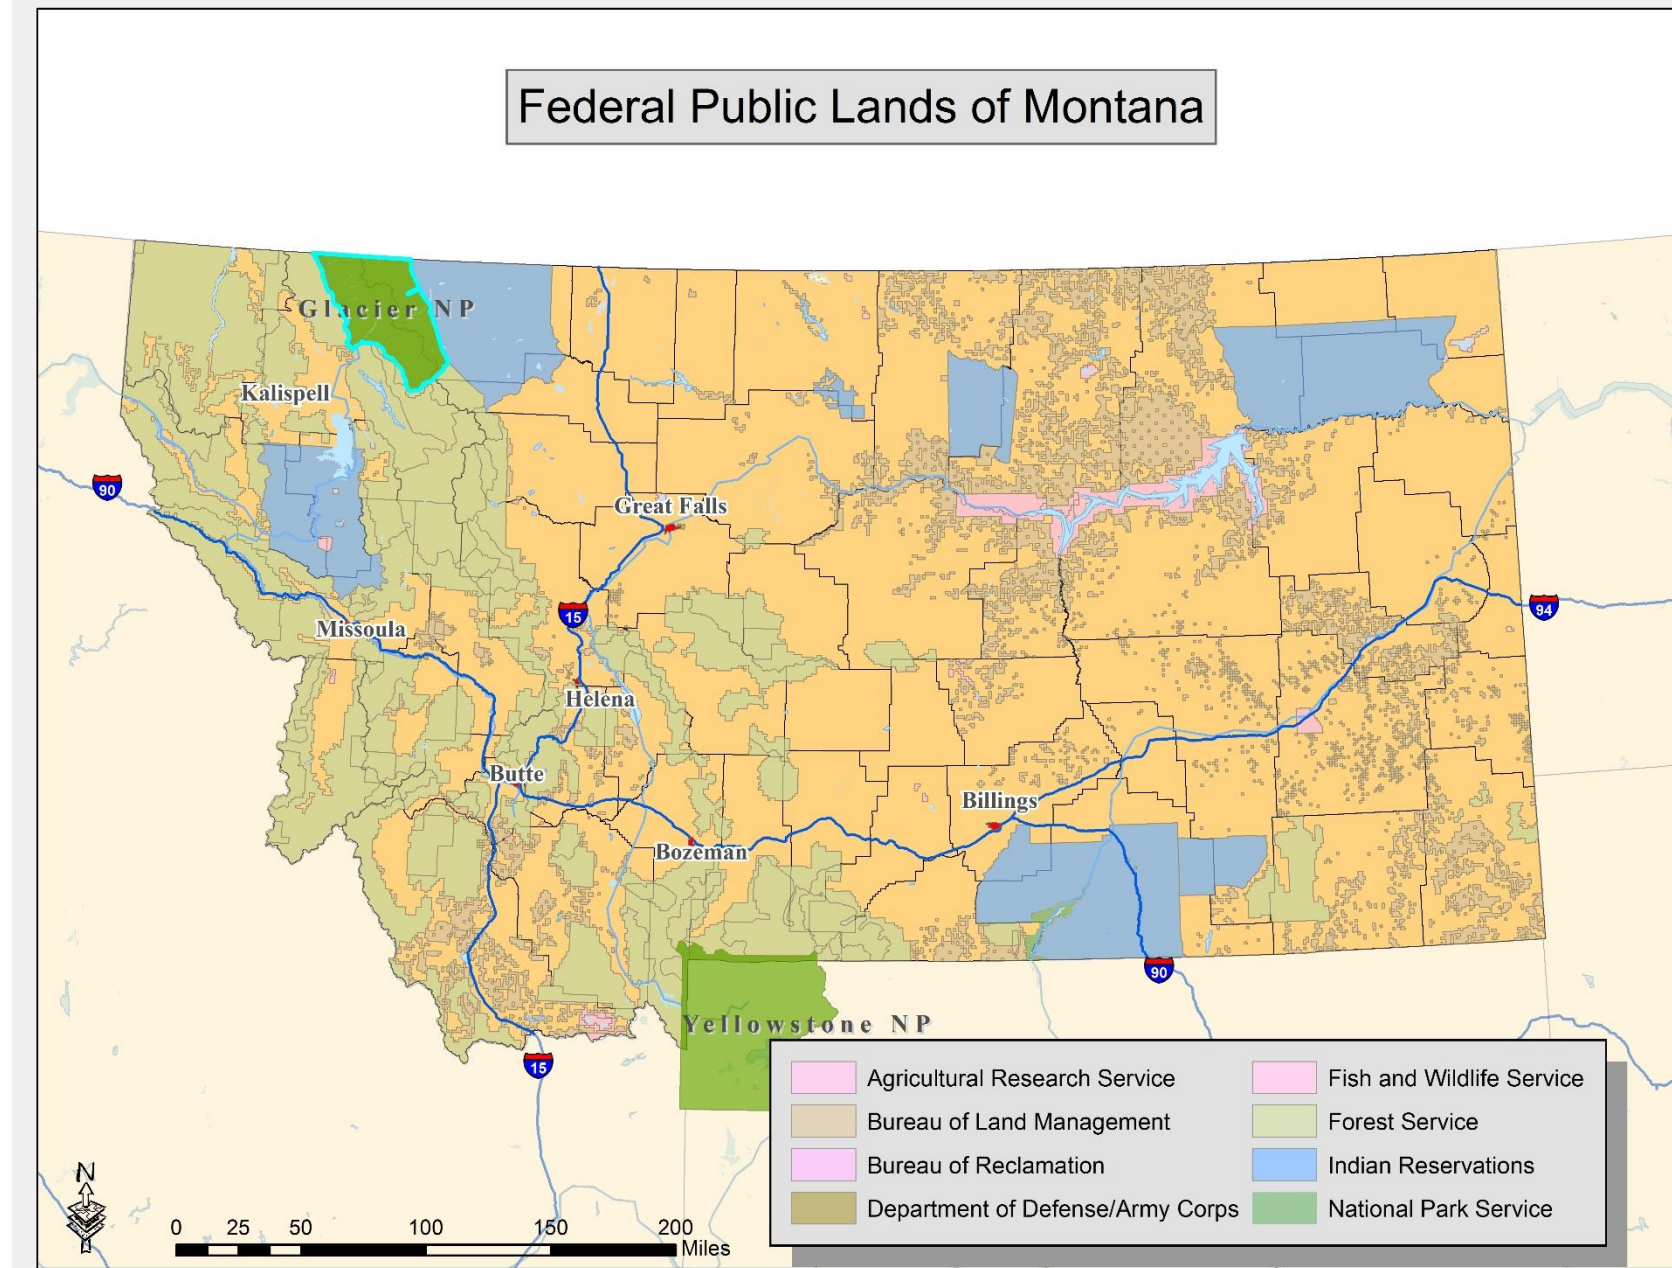 Federal Public Lands of Montana
Glacier NP
Kalispell
90
Great Falls
94
15
Missoula
Helena
Butte
Billings
Bozeman
90
Yellowstone NP
15
Agricultural Research Service
Fish and Wildlife Service
Bureau of Land Management
Forest Service
Bureau of Reclamation
Indian Reservations
Department of Defense/Army Corps
National Park Service
N
0 25 50 100 150 200
Miles